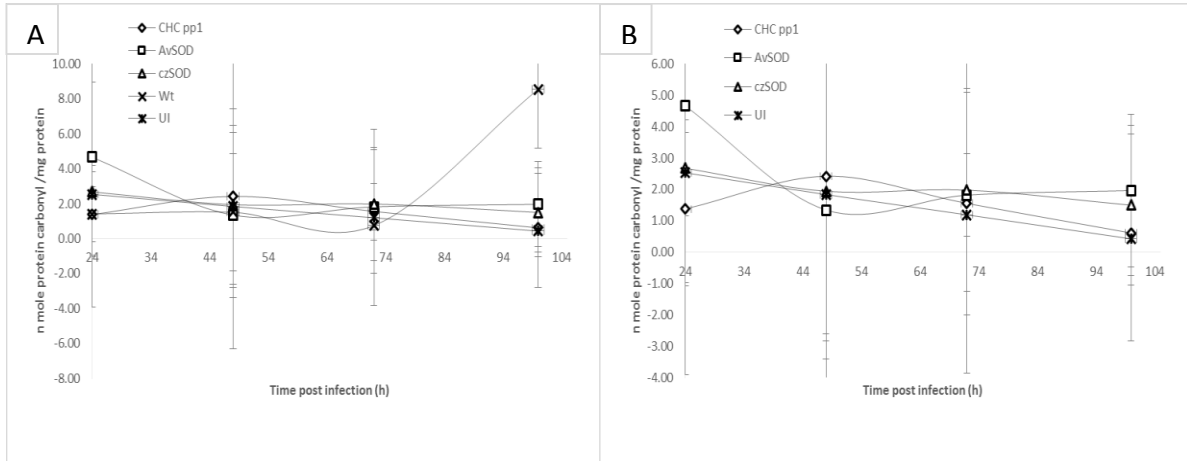 A
CHC pp1
AvSOD
czSOD
Wt
UI
10.00
8.00
6.00
4.00
2.00
0.00
-2.00
-4.00
-6.00
-8.00
24 34 44 54 64 74 84 94 104
n mole protein carbonyl /mg protein
Time post infection (h)
B
CHC pp1
AvSOD
czSOD
UI
6.00
5.00
4.00
3.00
2.00
1.00
0.00
-1.00
-2.00
-3.00
-4.00
24 34 44 54 64 74 84 94 104
n mole protein carbonyl /mg protein
Time post infection (h)